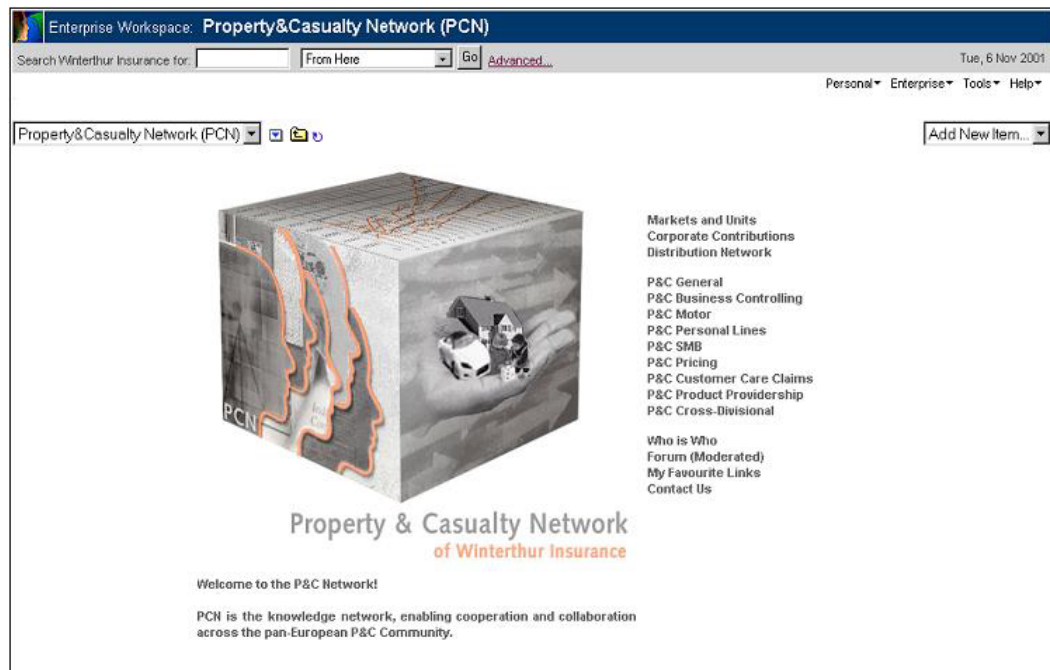 Enterprise Workspace: Property&Casualty Network (PCN)
Search Winterthur Insurance for: From Here Go Advanced... Tue, 6 Nov 2001
Personal Enterprise Tools Help
Property&Casualty Network (PCN) Add New Item...
Markets and Units
Corporate Contributions
Distribution Network
P&C General
P&C Business Controlling
P&C Motor
P&C Personal Lines
P&C SMB
P&C Pricing
P&C Customer Care Claims
P&C Product Providership
P&C Cross-Divisional
Who is Who
Forum (Moderated)
My Favourite Links
Contact Us
PCN
Property & Casualty Network
of Winterthur Insurance
Welcome to the P&C Network!
PCN is the knowledge network, enabling cooperation and collaboration
across the pan-European P&C Community.